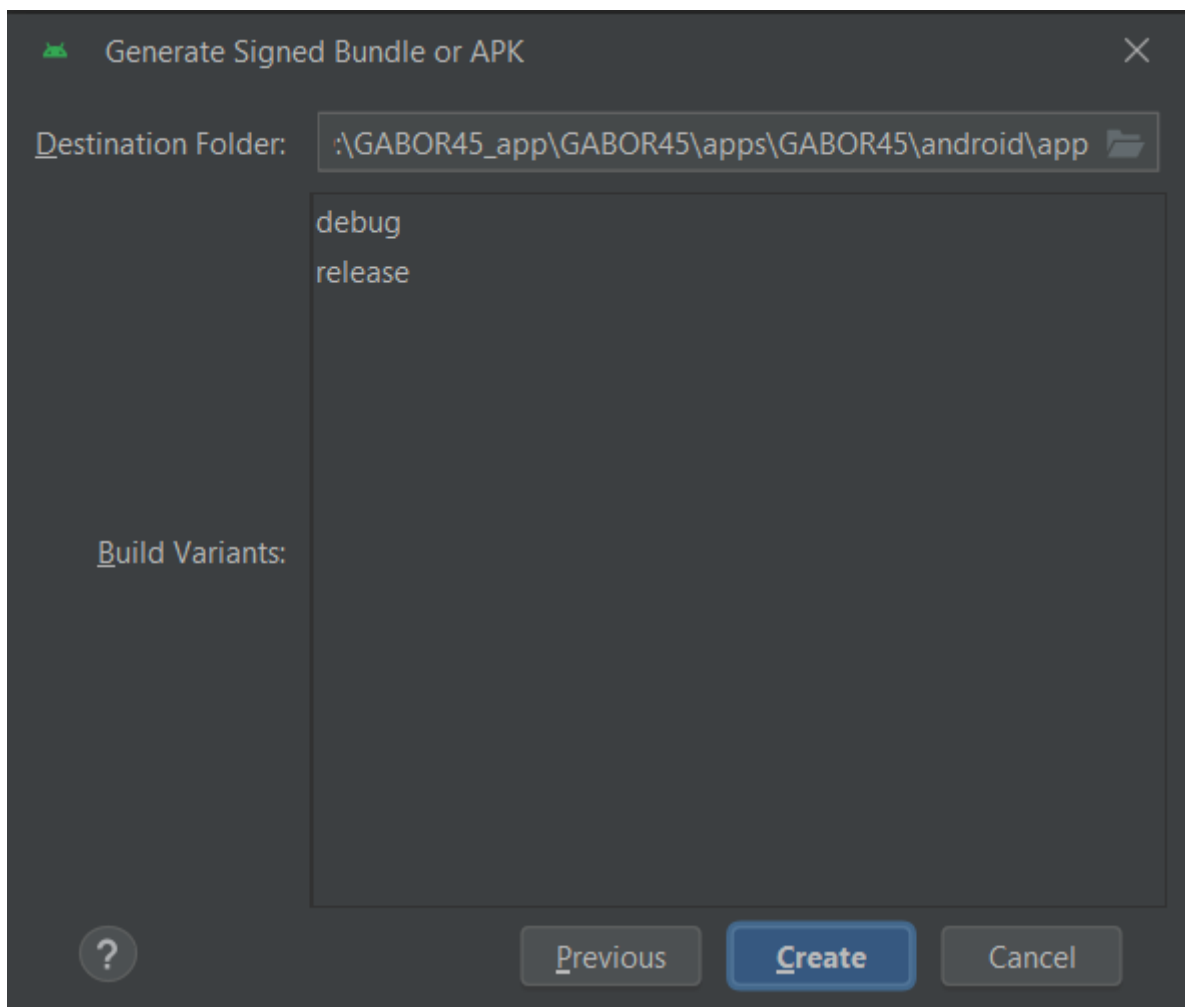 Generate Signed Bundle or APK
Destination Folder: :\GABOR45_app\GABOR45\apps\GABOR45\android\app
debug
release
Build Variants:
? Previous Create Cancel